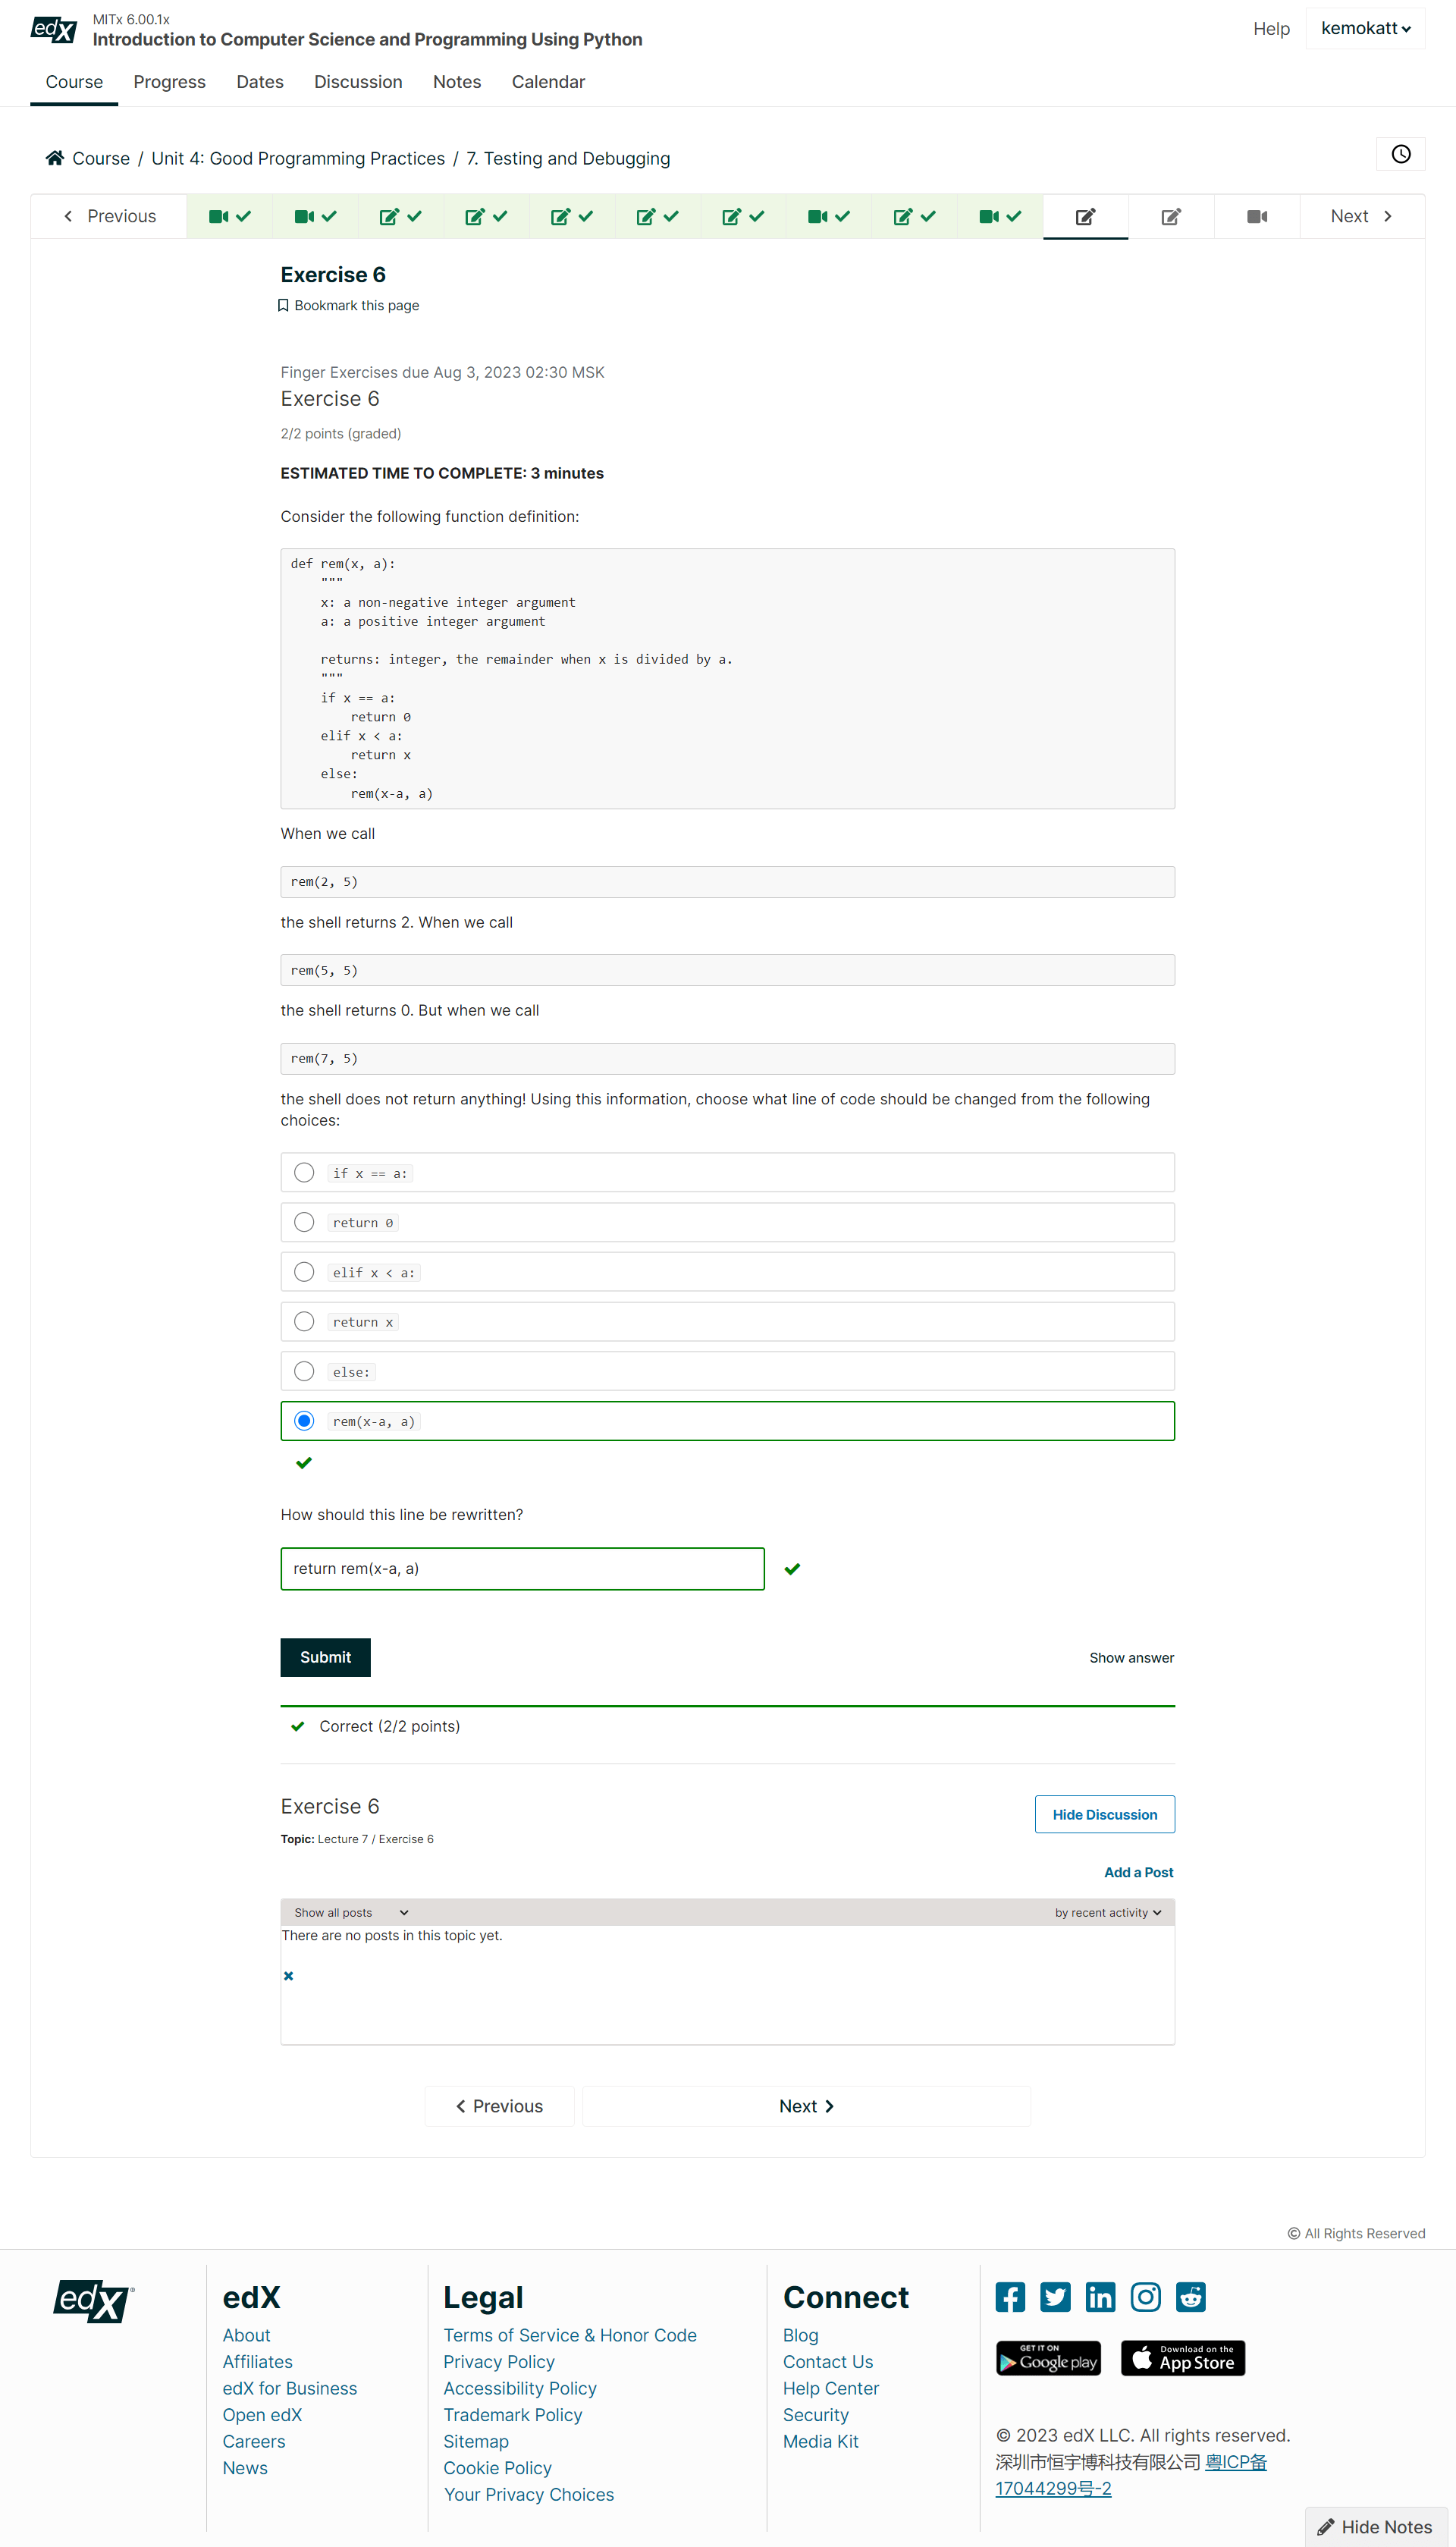 edX
MITx 6.00.1x
Introduction to Computer Science and Programming Using Python
Help
kemokatt
Course
Progress
Dates
Discussion
Notes
Calendar
Course / Unit 4: Good Programming Practices / 7. Testing and Debugging
Previous
Next
Exercise 6
Bookmark this page
Finger Exercises due Aug 3, 2023 02:30 MSK
Exercise 6
2/2 points (graded)
ESTIMATED TIME TO COMPLETE: 3 minutes
Consider the following function definition:
def rem(x, a):
    """
    x: a non-negative integer argument
    a: a positive integer argument

    returns: integer, the remainder when x is divided by a.
    """
    if x == a:
        return 0
    elif x < a:
        return x
    else:
        rem(x-a, a)
When we call
rem(2, 5)
the shell returns 2. When we call
rem(5, 5)
the shell returns 0. But when we call
rem(7, 5)
the shell does not return anything! Using this information, choose what line of code should be changed from the following
choices:
if x == a:
return 0
elif x < a:
return x
else:
rem(x-a, a)
How should this line be rewritten?
return rem(x-a, a)
Submit
Show answer
Correct (2/2 points)
Exercise 6
Hide Discussion
Topic: Lecture 7 / Exercise 6
Add a Post
Show all posts
by recent activity
There are no posts in this topic yet.
Previous
Next
© All Rights Reserved
edX®
edX
About
Affiliates
edX for Business
Open edX
Careers
News
Legal
Terms of Service & Honor Code
Privacy Policy
Accessibility Policy
Trademark Policy
Sitemap
Cookie Policy
Your Privacy Choices
Connect
Blog
Contact Us
Help Center
Security
Media Kit
GET IT ON
Google play
Download on the
App Store
© 2023 edX LLC. All rights reserved.
深圳市恒宇博科技有限公司 粤ICP备
17044299号-2
Hide Notes